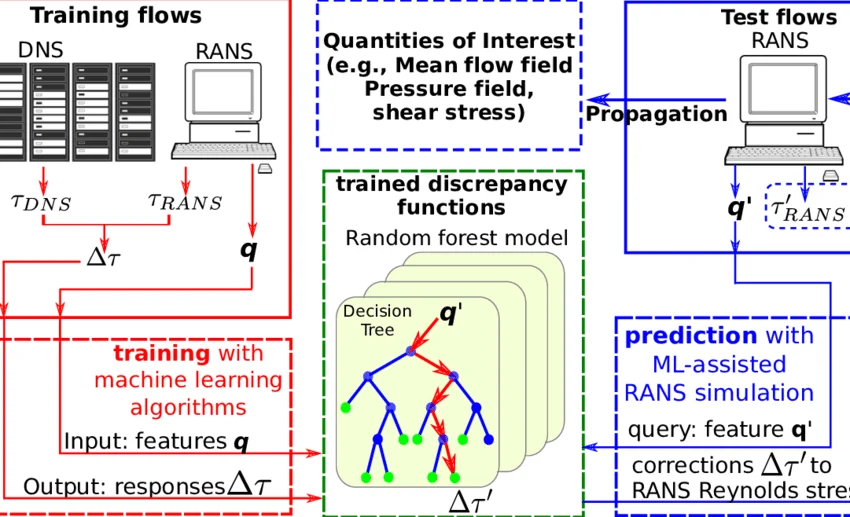 Training flows
DNS
RANS
τ_DNS
τ_RANS
Δτ
q
training with
machine learning
algorithms
Input: features q
Output: responses Δτ
Quantities of Interest
(e.g., Mean flow field
Pressure field,
shear stress)
Propagation
trained discrepancy
functions
Random forest model
Decision
Tree
q'
Δτ′
Test flows
RANS
q'
τ′_RANS
prediction with
ML-assisted
RANS simulation
query: feature q'
corrections Δτ′ to
RANS Reynolds stres